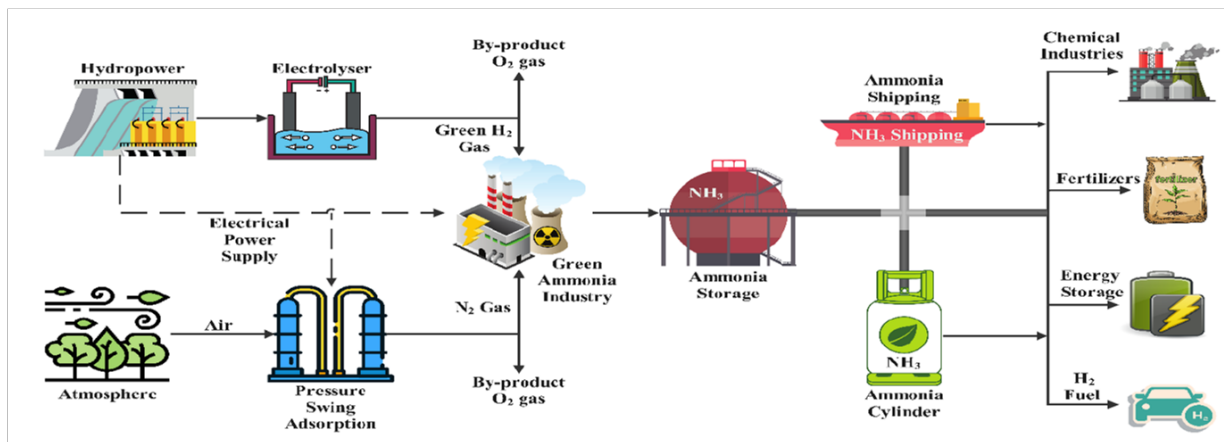 Hydropower
Electrolyser
By-product
O₂ gas
Green H₂
Gas
Electrical
Power
Supply
Green
Ammonia
Industry
N₂ Gas
Air
Atmosphere
Pressure
Swing
Adsorption
By-product
O₂ gas
NH₃
Ammonia
Storage
Ammonia
Shipping
NH₃ Shipping
NH₃
Ammonia
Cylinder
Chemical
Industries
Fertilizers
fertilizer
Energy
Storage
H₂
Fuel
H₂